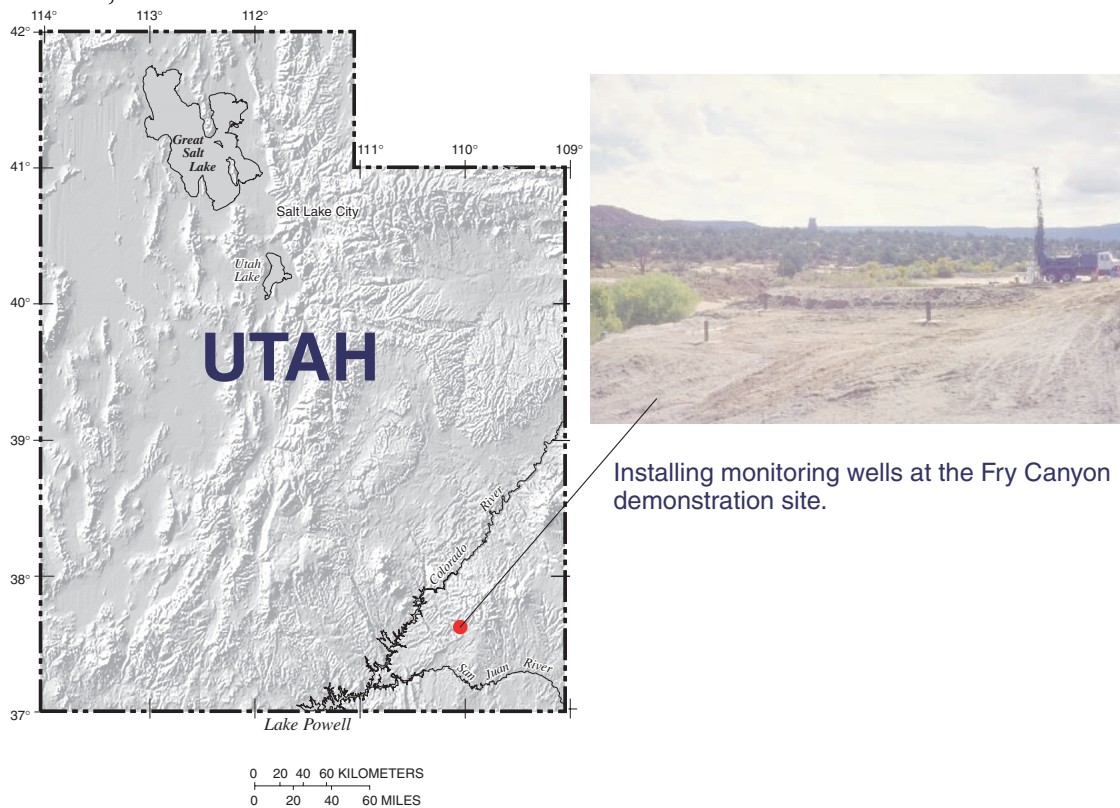 114°
113°
112°
42°
Great
Salt
Lake
111°
110°
109°
41°
Salt Lake City
Utah
Lake
40°
UTAH
39°
Installing monitoring wells at the Fry Canyon
demonstration site.
Colorado River
38°
San Juan River
37°
Lake Powell
0 20 40 60 KILOMETERS
0 20 40 60 MILES